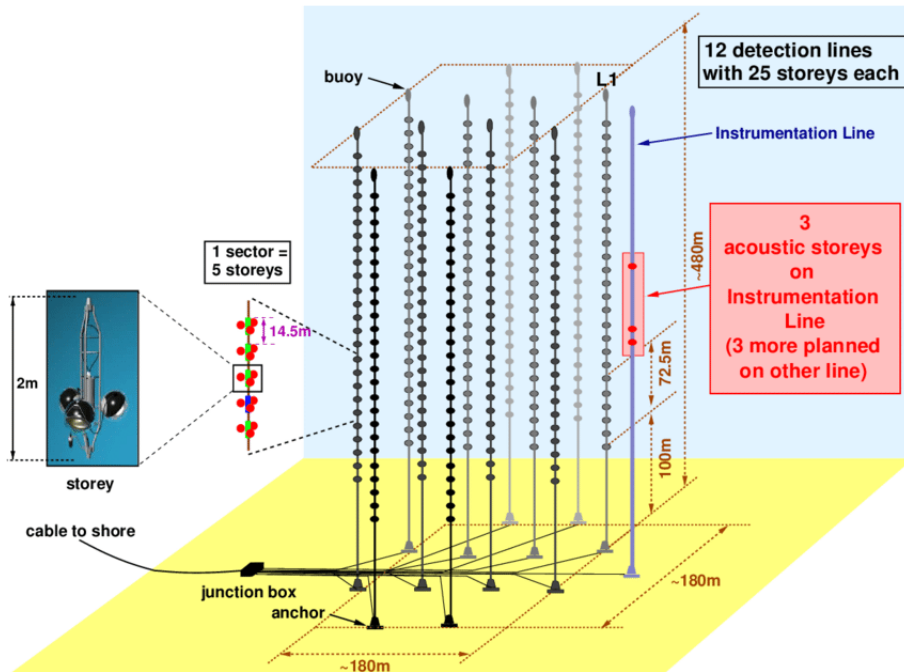 12 detection lines
with 25 storeys each
buoy
L1
Instrumentation Line
3
acoustic storeys
on
Instrumentation
Line
(3 more planned
on other line)
~480m
1 sector =
5 storeys
14.5m
2m
72.5m
100m
storey
cable to shore
junction box
anchor
~180m
~180m